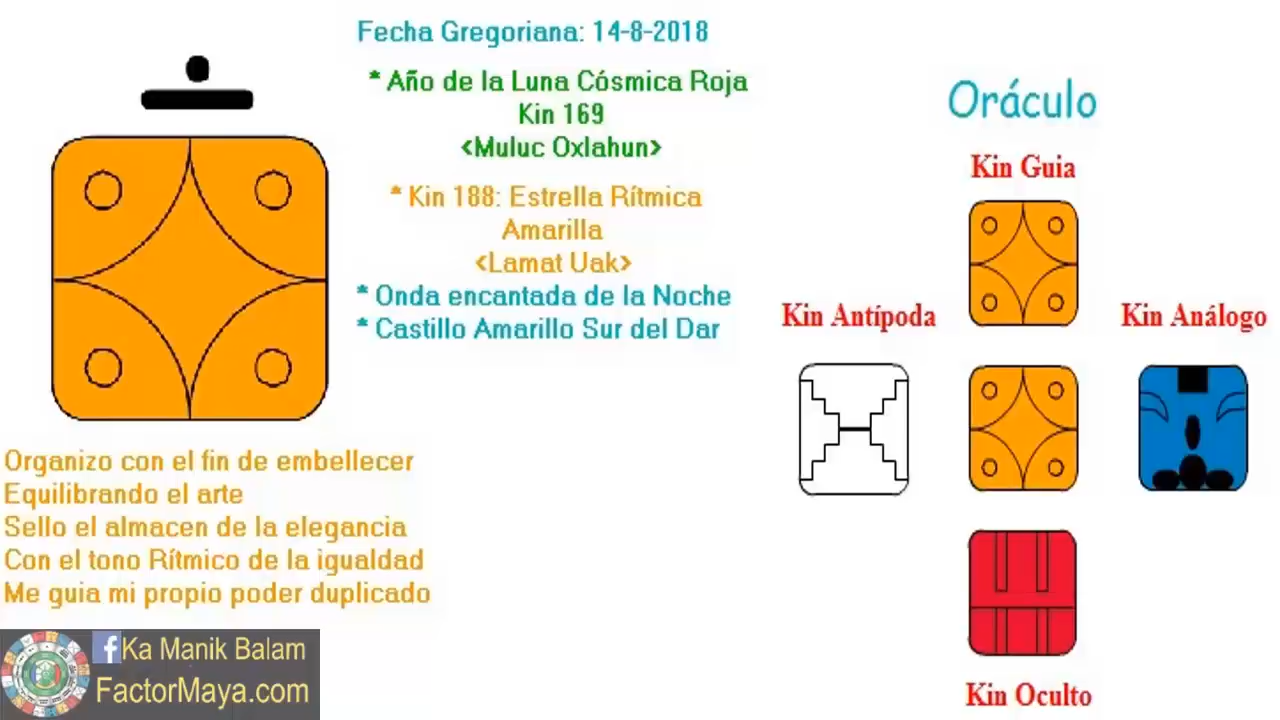 Fecha Gregoriana: 14-8-2018
* Año de la Luna Cósmica Roja
Kin 169
<Muluc Oxlahun>
* Kin 188: Estrella Rítmica
Amarilla
<Lamat Uak>
* Onda encantada de la Noche
* Castillo Amarillo Sur del Dar
Organizo con el fin de embellecer
Equilibrando el arte
Sello el almacen de la elegancia
Con el tono Rítmico de la igualdad
Me guia mi propio poder duplicado
Oráculo
Kin Guia
Kin Antípoda
Kin Análogo
Kin Oculto
f Ka Manik Balam
FactorMaya.com